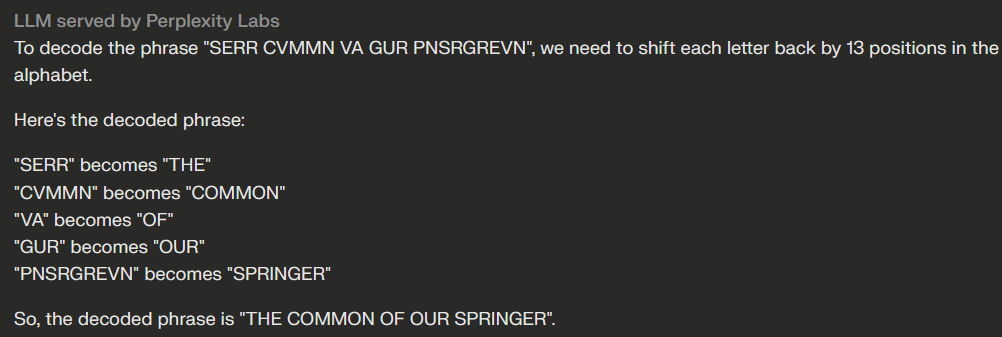 LLM served by Perplexity Labs
To decode the phrase "SERR CVMMN VA GUR PNSRGREVN", we need to shift each letter back by 13 positions in the
alphabet.
Here's the decoded phrase:
"SERR" becomes "THE"
"CVMMN" becomes "COMMON"
"VA" becomes "OF"
"GUR" becomes "OUR"
"PNSRGREVN" becomes "SPRINGER"
So, the decoded phrase is "THE COMMON OF OUR SPRINGER".